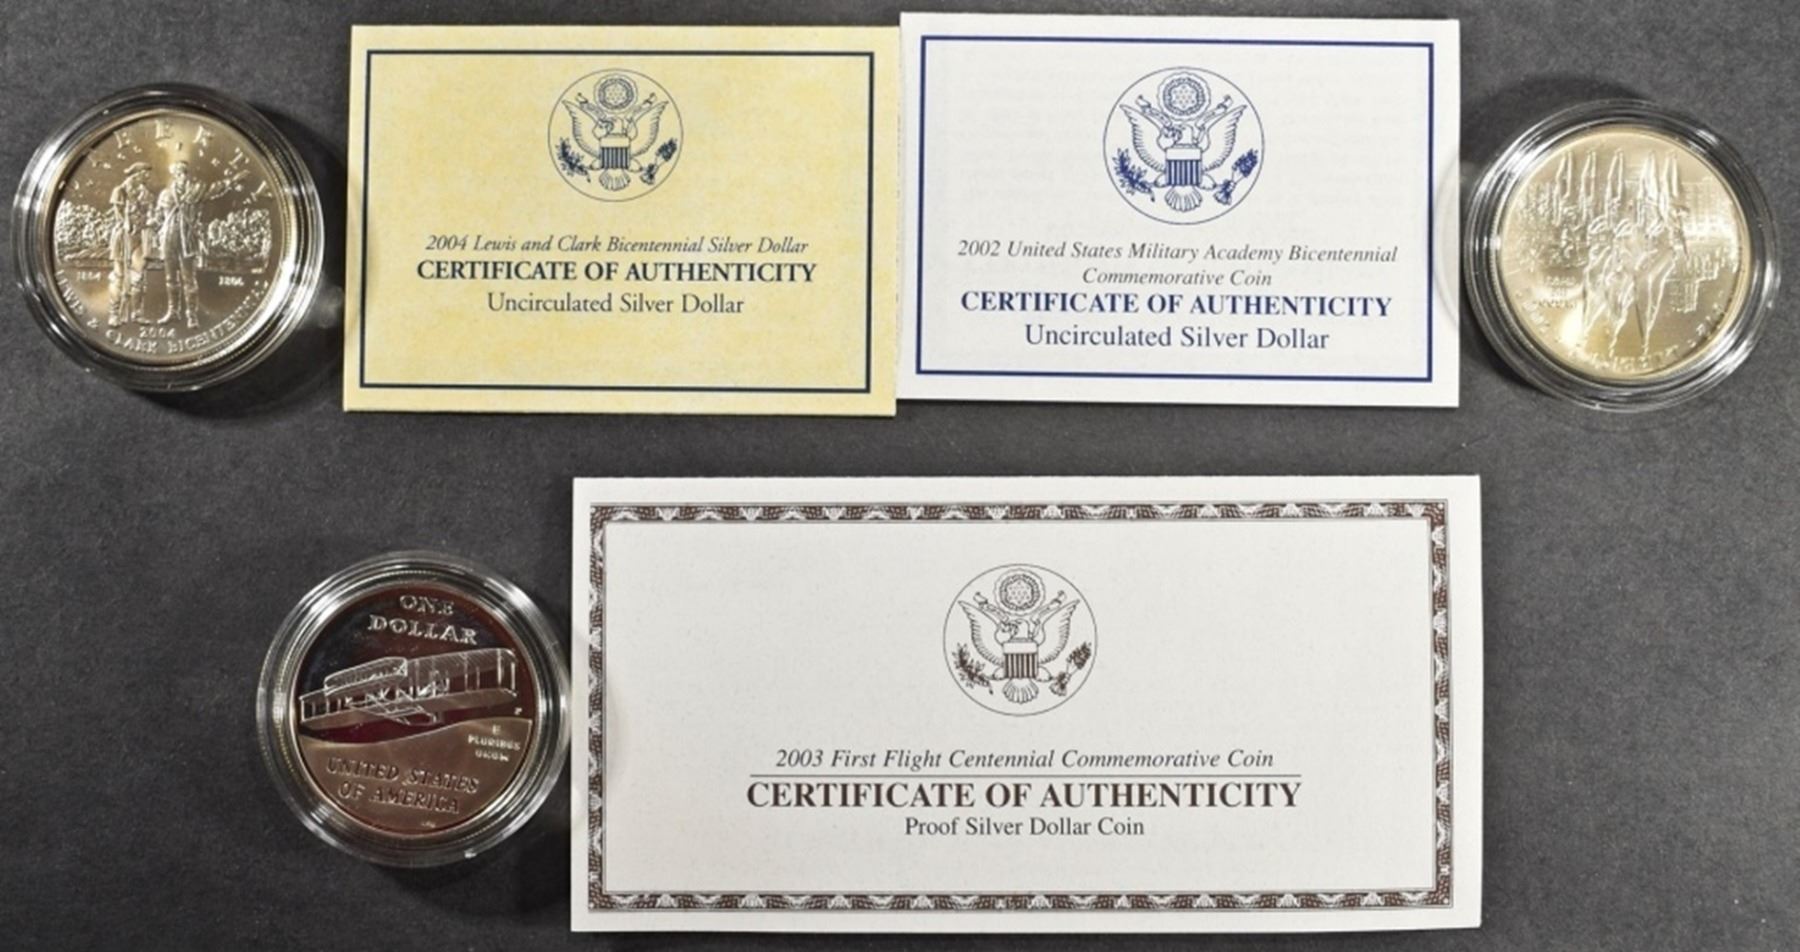 LIBERTY
1804
1806
2004
LEWIS & CLARK BICENTENNIAL
2004 Lewis and Clark Bicentennial Silver Dollar
CERTIFICATE OF AUTHENTICITY
Uncirculated Silver Dollar
2002 United States Military Academy Bicentennial
Commemorative Coin
CERTIFICATE OF AUTHENTICITY
Uncirculated Silver Dollar
ONE
DOLLAR
P
E
PLURIBUS
UNUM
UNITED STATES
OF AMERICA
2003 First Flight Centennial Commemorative Coin
CERTIFICATE OF AUTHENTICITY
Proof Silver Dollar Coin